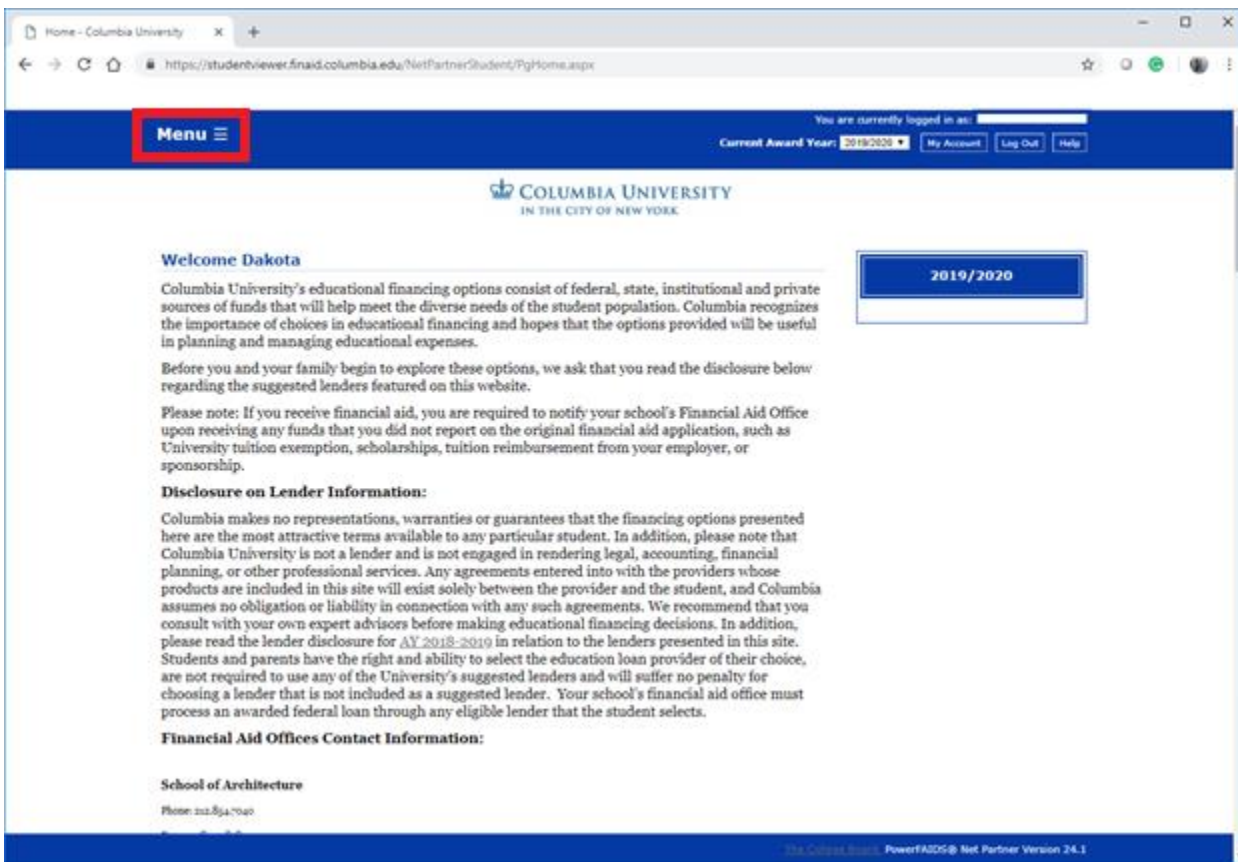 Home - Columbia University
https://studentviewer.finaid.columbia.edu/NetPartnerStudent/PgHome.aspx
Menu
You are currently logged in as:
Current Award Year: 2019/2020 My Account Log Out Help
COLUMBIA UNIVERSITY
IN THE CITY OF NEW YORK
Welcome Dakota
2019/2020
Columbia University's educational financing options consist of federal, state, institutional and private
sources of funds that will help meet the diverse needs of the student population. Columbia recognizes
the importance of choices in educational financing and hopes that the options provided will be useful
in planning and managing educational expenses.
Before you and your family begin to explore these options, we ask that you read the disclosure below
regarding the suggested lenders featured on this website.
Please note: If you receive financial aid, you are required to notify your school's Financial Aid Office
upon receiving any funds that you did not report on the original financial aid application, such as
University tuition exemption, scholarships, tuition reimbursement from your employer, or
sponsorship.
Disclosure on Lender Information:
Columbia makes no representations, warranties or guarantees that the financing options presented
here are the most attractive terms available to any particular student. In addition, please note that
Columbia University is not a lender and is not engaged in rendering legal, accounting, financial
planning, or other professional services. Any agreements entered into with the providers whose
products are included in this site will exist solely between the provider and the student, and Columbia
assumes no obligation or liability in connection with any such agreements. We recommend that you
consult with your own expert advisors before making educational financing decisions. In addition,
please read the lender disclosure for AY 2018-2019 in relation to the lenders presented in this site.
Students and parents have the right and ability to select the education loan provider of their choice,
are not required to use any of the University's suggested lenders and will suffer no penalty for
choosing a lender that is not included as a suggested lender. Your school's financial aid office must
process an awarded federal loan through any eligible lender that the student selects.
Financial Aid Offices Contact Information:
School of Architecture
Phone: 212.854.7040
The College Board. PowerFAIDS® Net Partner Version 24.1